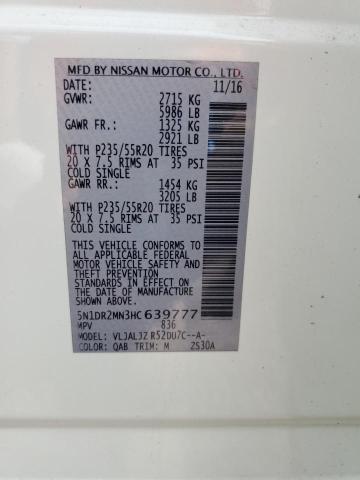 MFD BY NISSAN MOTOR CO., LTD.
DATE: 11/16
GVWR: 2715 KG
5986 LB
GAWR FR.: 1325 KG
2921 LB
WITH P235/55R20 TIRES
20 X 7.5 RIMS AT 35 PSI
COLD SINGLE
GAWR RR.: 1454 KG
3205 LB
WITH P235/55R20 TIRES
20 X 7.5 RIMS AT 35 PSI
COLD SINGLE
THIS VEHICLE CONFORMS TO
ALL APPLICABLE FEDERAL
MOTOR VEHICLE SAFETY
AND THEFT PREVENTION
STANDARDS IN EFFECT ON
THE DATE OF MANUFACTURE
SHOWN ABOVE.
5N1DR2MN3HC639777
MPV 836
MODEL: VLJALJZ R52DU7C--A-
COLOR: QAB TRIM: M 2S30A